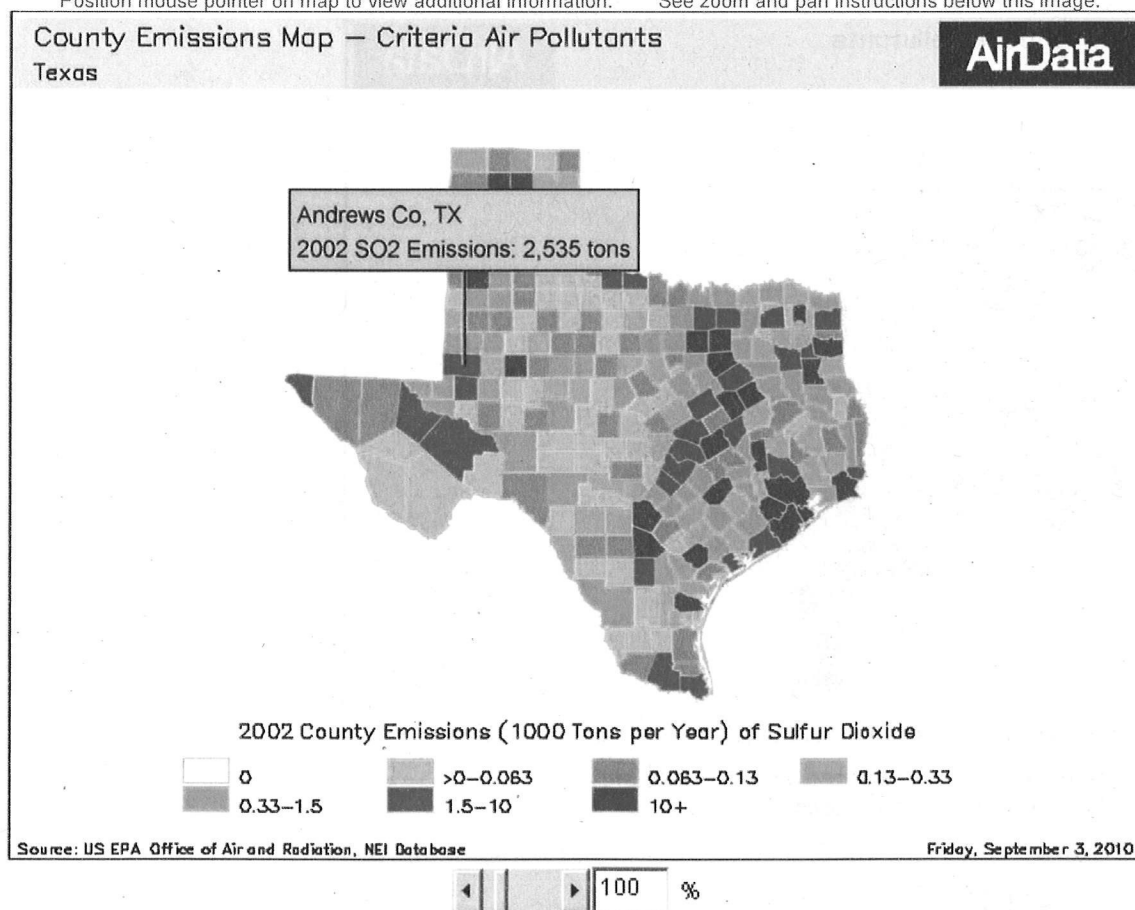 Position mouse pointer on map to view additional information. See zoom and pan instructions below this image.
County Emissions Map – Criteria Air Pollutants
Texas
AirData
Andrews Co, TX
2002 SO2 Emissions: 2,535 tons
2002 County Emissions (1000 Tons per Year) of Sulfur Dioxide
0 >0–0.063 0.063–0.13 0.13–0.33
0.33–1.5 1.5–10 10+
Source: US EPA Office of Air and Radiation, NEI Database Friday, September 3, 2010
100 %